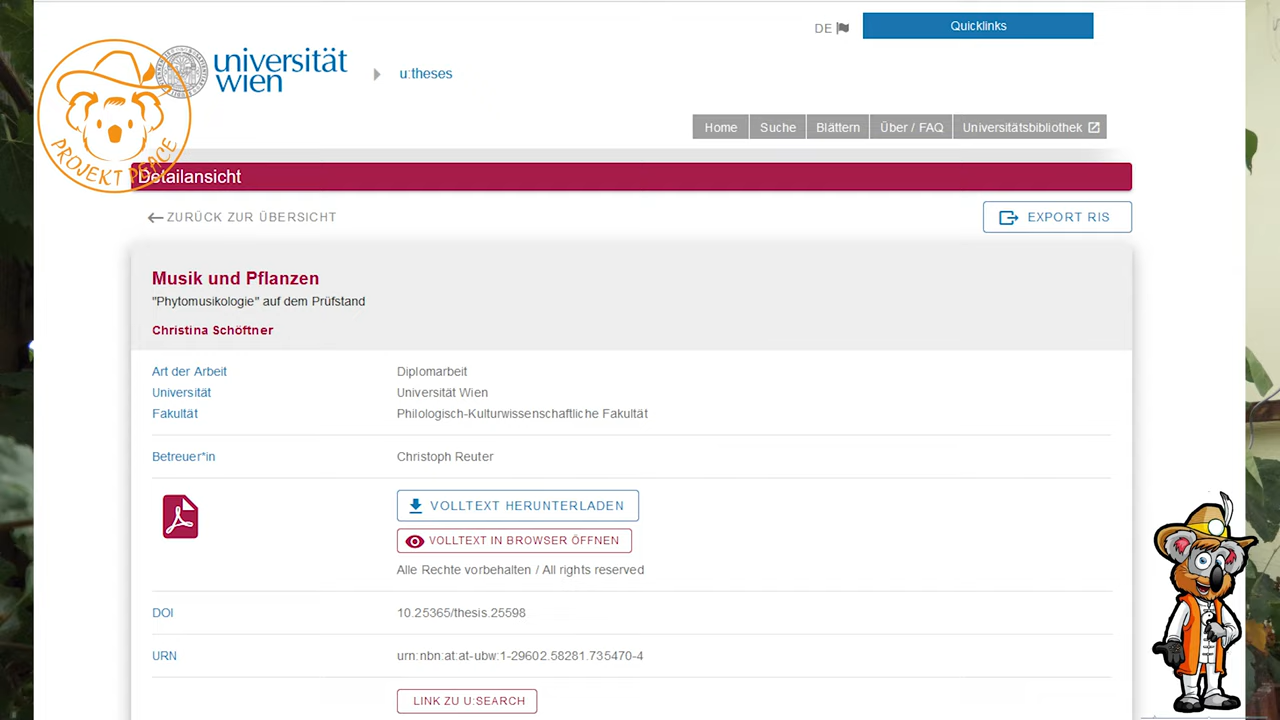 DE
Quicklinks
universität
wien
u:theses
PROJEKT PEACE
Home Suche Blättern Über / FAQ Universitätsbibliothek
Detailansicht
ZURÜCK ZUR ÜBERSICHT
EXPORT RIS
Musik und Pflanzen
"Phytomusikologie" auf dem Prüfstand
Christina Schöftner
Art der Arbeit Diplomarbeit
Universität Universität Wien
Fakultät Philologisch-Kulturwissenschaftliche Fakultät
Betreuer*in Christoph Reuter
VOLLTEXT HERUNTERLADEN
VOLLTEXT IN BROWSER ÖFFNEN
Alle Rechte vorbehalten / All rights reserved
DOI 10.25365/thesis.25598
URN urn:nbn:at:at-ubw:1-29602.58281.735470-4
LINK ZU U:SEARCH